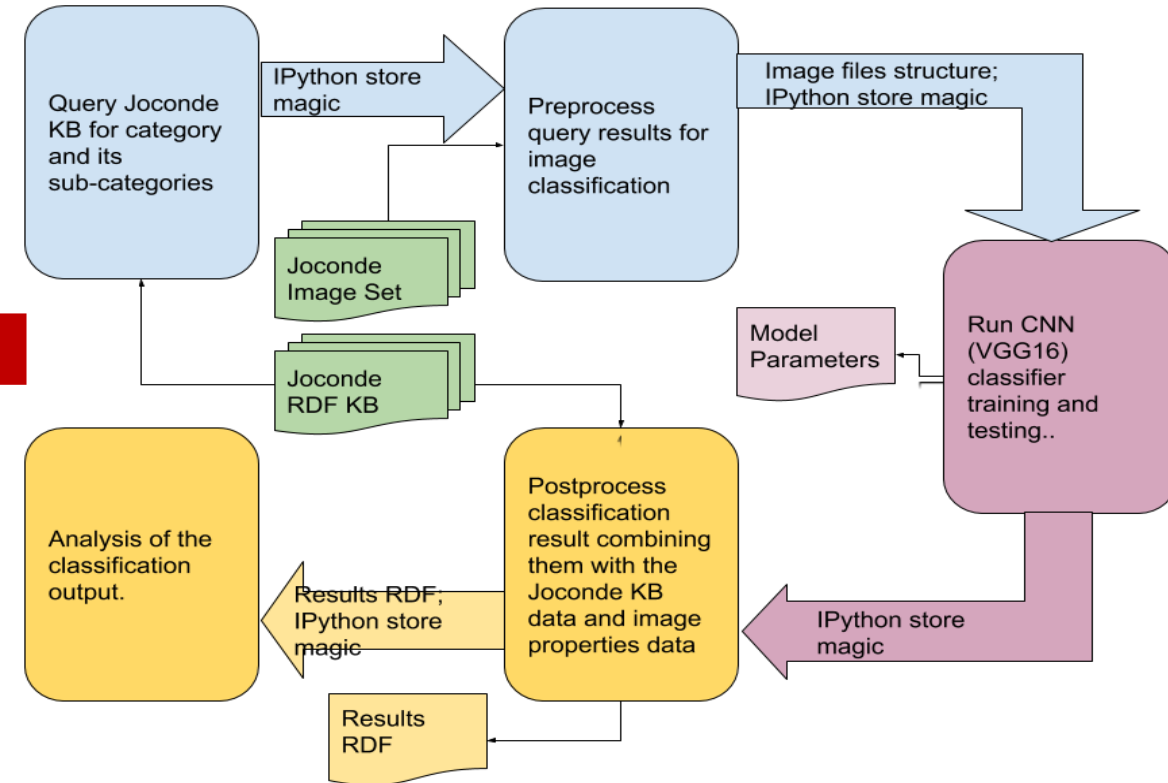 Query Joconde
KB for category
and its
sub-categories
IPython store
magic
Preprocess
query results for
image
classification
Image files structure;
IPython store magic
Joconde
Image Set
Joconde
RDF KB
Model
Parameters
Run CNN
(VGG16)
classifier
training and
testing..
IPython store
magic
Postprocess
classification
result combining
them with the
Joconde KB
data and image
properties data
Results RDF;
IPython store
magic
Analysis of the
classification
output.
Results
RDF